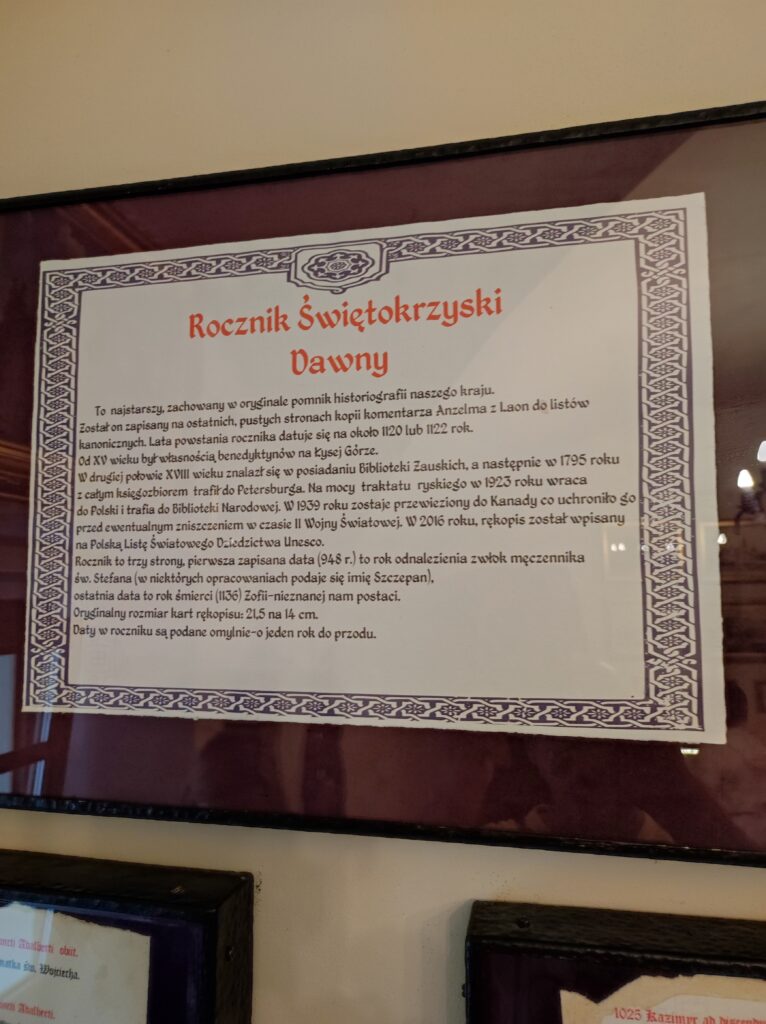 Rocznik Świętokrzyski
Dawny
To najstarszy, zachowany w oryginale pomnik historiografii naszego kraju.
Został on zapisany na ostatnich, pustych stronach kopii komentarza Anzelma z Laon do listów
kanonicznych. Lata powstania rocznika datuje się na około 1120 lub 1122 rok.
Od XV wieku był własnością benedyktynów na Łysej Górze.
W drugiej połowie XVIII wieku znalazł się w posiadaniu Biblioteki Załuskich, a następnie w 1795 roku
z całym księgozbiorem trafił do Petersburga. Na mocy traktatu ryskiego w 1923 roku wraca
do Polski i trafia do Biblioteki Narodowej. W 1939 roku zostaje przewieziony do Kanady co uchroniło go
przed ewentualnym zniszczeniem w czasie II Wojny Światowej. W 2016 roku, rękopis został wpisany
na Polską Listę Światowego Dziedzictwa Unesco.
Rocznik to trzy strony, pierwsza zapisana data (948 r.) to rok odnalezienia zwłok męczennika
św. Stefana (w niektórych opracowaniach podaje się imię Szczepan),
ostatnia data to rok śmierci (1136) Zofii-nieznanej nam postaci.
Oryginalny rozmiar kart rękopisu: 21,5 na 14 cm.
Daty w roczniku są podane omylnie-o jeden rok do przodu.
Adalberti obiit.
matka św. Wojciecha.
Adalberti.
1025 Kazimyr ad